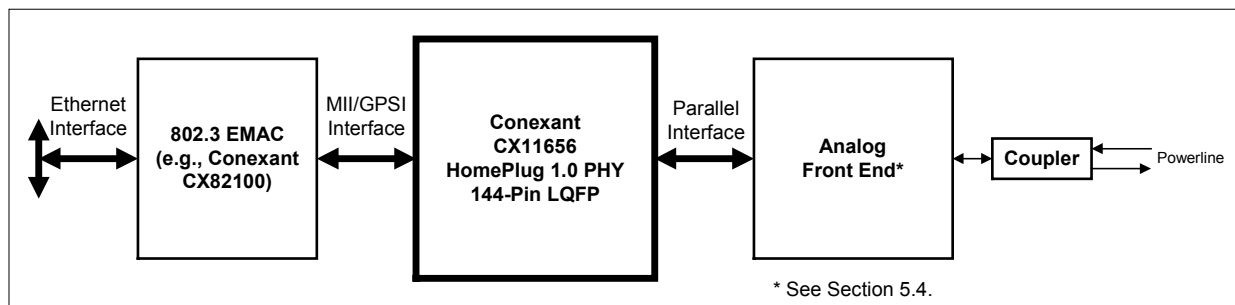 Ethernet
Interface
802.3 EMAC
(e.g., Conexant
CX82100)
MII/GPSI
Interface
Conexant
CX11656
HomePlug 1.0 PHY
144-Pin LQFP
Parallel
Interface
Analog
Front End*
Coupler
Powerline
* See Section 5.4.